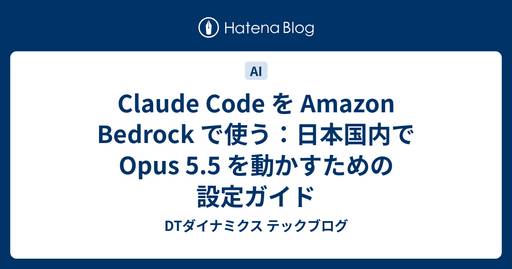 Hatena Blog
AI
Claude Code を Amazon
Bedrock で使う：日本国内で
Opus 5.5 を動かすための
設定ガイド
DTダイナミクス テックブログ